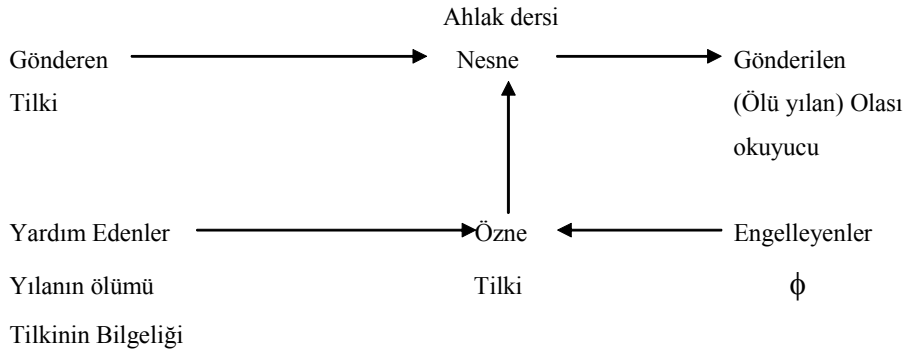 Ahlak dersi
Gönderen Nesne Gönderilen
Tilki (Ölü yılan) Olası
okuyucu
Yardım Edenler Özne Engelleyenler
Yılanın ölümü Tilki ϕ
Tilkinin Bilgeliği